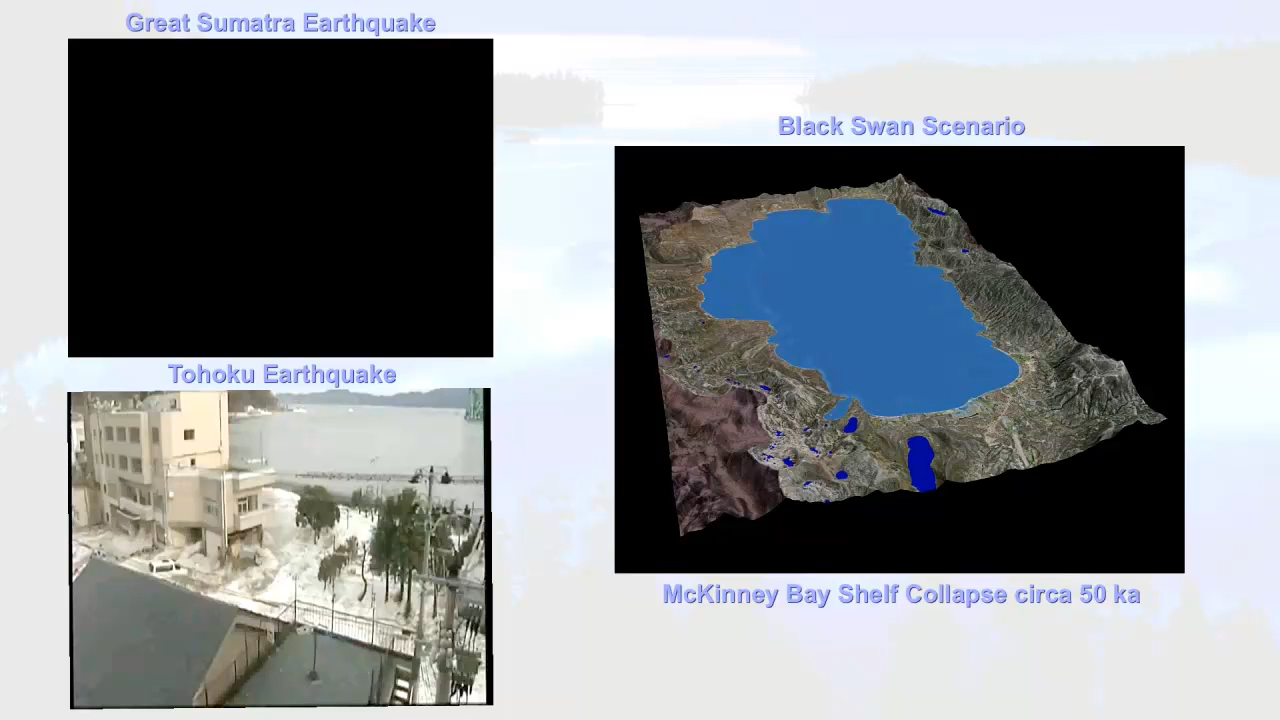 Great Sumatra Earthquake
Tohoku Earthquake
Black Swan Scenario
McKinney Bay Shelf Collapse circa 50 ka